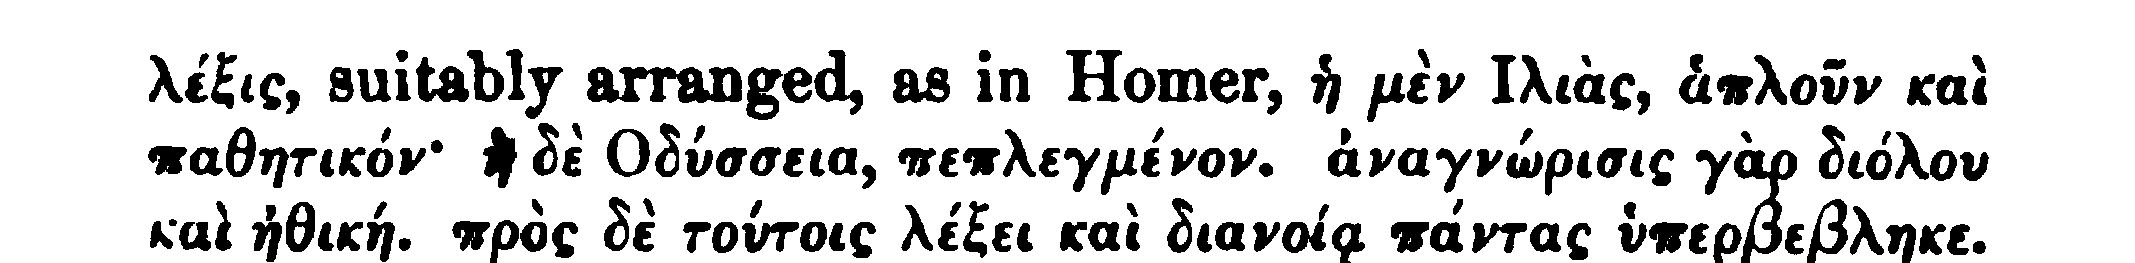 λέξις, suitably arranged, as in Homer, ἡ μὲν Ιλιὰς, ἁπλοῦν καὶ
παθητικόν· ἡ δὲ Οδύσσεια, πεπλεγμένον. ἀναγνώρισις γὰρ διόλου
καὶ ἠθική. πρὸς δὲ τούτοις λέξει καὶ διανοίᾳ πάντας ὑπερβεβληκε.